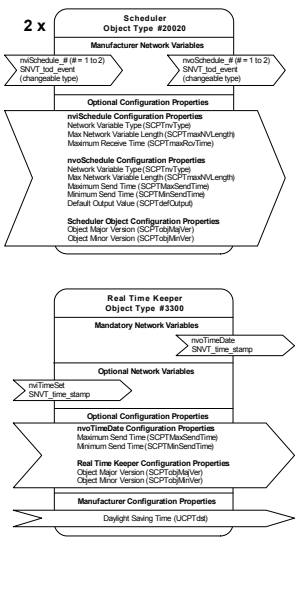 2 x
Scheduler
Object Type #20020
Manufacturer Network Variables
nviSchedule_# (# = 1 to 2)
SNVT_tod_event
(changeable type)
nvoSchedule_# (# = 1 to 2)
SNVT_tod_event
(changeable type)
Optional Configuration Properties
nviSchedule Configuration Properties
Network Variable Type (SCPTnvType)
Max Network Variable Length (SCPTmaxNVLength)
Maximum Receive Time (SCPTmaxRcvTime)
nvoSchedule Configuration Properties
Network Variable Type (SCPTnvType)
Max Network Variable Length (SCPTmaxNVLength)
Maximum Send Time (SCPTMaxSendTime)
Minimum Send Time (SCPTMinSendTime)
Default Output Value (SCPTdefOutput)
Scheduler Object Configuration Properties
Object Major Version (SCPTobjMajVer)
Object Minor Version (SCPTobjMinVer)
Real Time Keeper
Object Type #3300
Mandatory Network Variables
nvoTimeDate
SNVT_time_stamp
Optional Network Variables
nviTimeSet
SNVT_time_stamp
Optional Configuration Properties
nvoTimeDate Configuration Properties
Maximum Send Time (SCPTMaxSendTime)
Minimum Send Time (SCPTMinSendTime)
Real Time Keeper Configuration Properties
Object Major Version (SCPTobjMajVer)
Object Minor Version (SCPTobjMinVer)
Manufacturer Configuration Properties
Daylight Saving Time (UCPTdst)